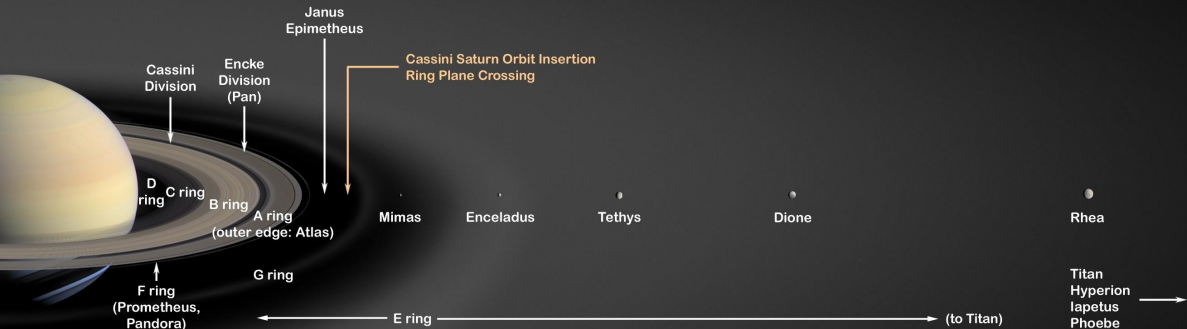 Janus
Epimetheus
Cassini Saturn Orbit Insertion
Ring Plane Crossing
Encke
Division
(Pan)
Cassini
Division
D
ring
C ring
B ring
A ring
(outer edge: Atlas)
Mimas
Enceladus
Tethys
Dione
Rhea
G ring
F ring
(Prometheus,
Pandora)
E ring
(to Titan)
Titan
Hyperion
Iapetus
Phoebe